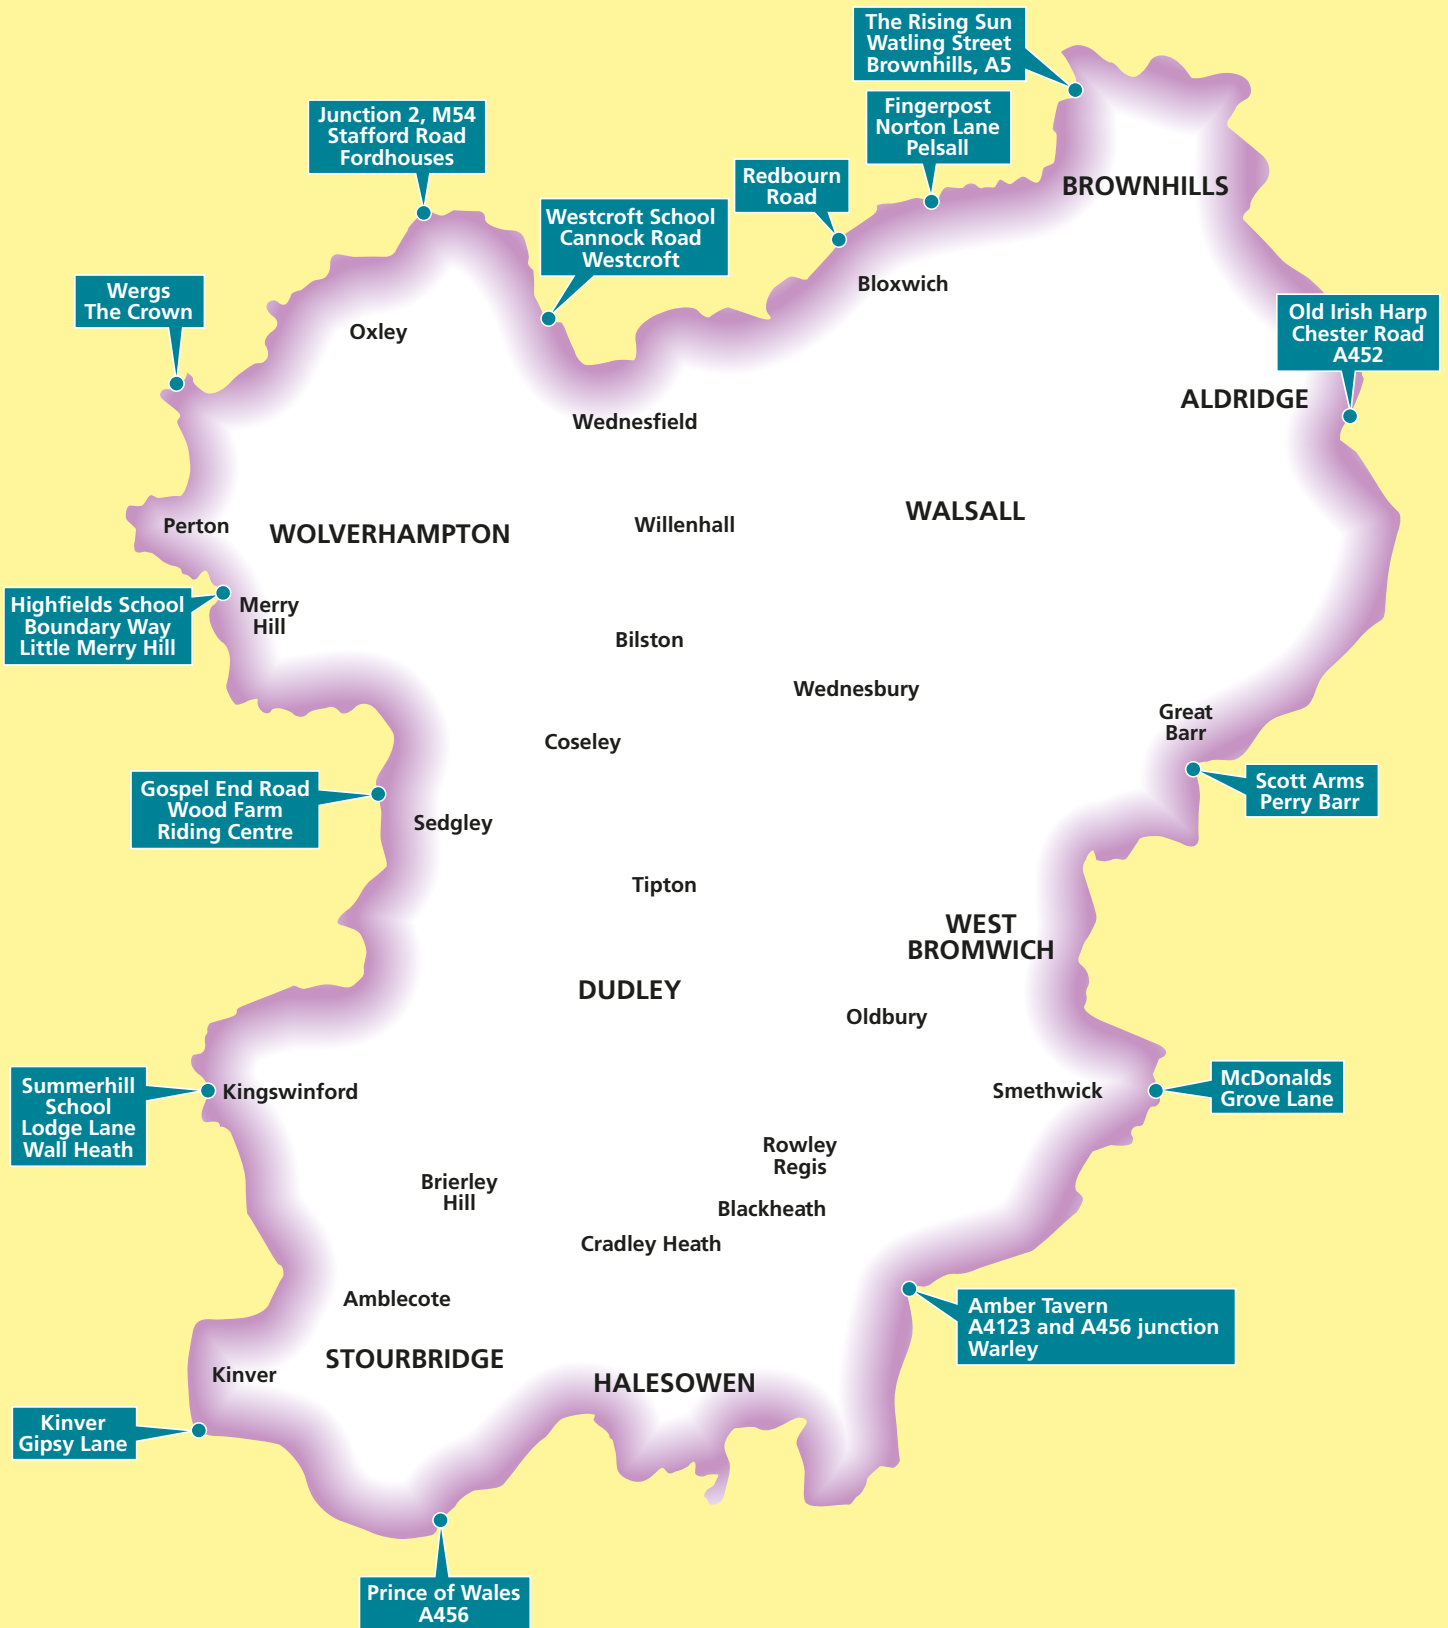 The Rising Sun
Watling Street
Brownhills, A5
Fingerpost
Norton Lane
Pelsall
Junction 2, M54
Stafford Road
Fordhouses
Redbourn
Road
BROWNHILLS
Westcroft School
Cannock Road
Westcroft
Bloxwich
Wergs
The Crown
Oxley
Old Irish Harp
Chester Road
A452
ALDRIDGE
Wednesfield
WALSALL
Perton
WOLVERHAMPTON
Willenhall
Highfields School
Boundary Way
Little Merry Hill
Merry
Hill
Bilston
Wednesbury
Great
Barr
Coseley
Scott Arms
Perry Barr
Gospel End Road
Wood Farm
Riding Centre
Sedgley
Tipton
WEST
BROMWICH
DUDLEY
Oldbury
Summerhill
School
Lodge Lane
Wall Heath
Kingswinford
Smethwick
McDonalds
Grove Lane
Rowley
Regis
Brierley
Hill
Blackheath
Cradley Heath
Amblecote
Amber Tavern
A4123 and A456 junction
Warley
STOURBRIDGE
Kinver
HALESOWEN
Kinver
Gipsy Lane
Prince of Wales
A456